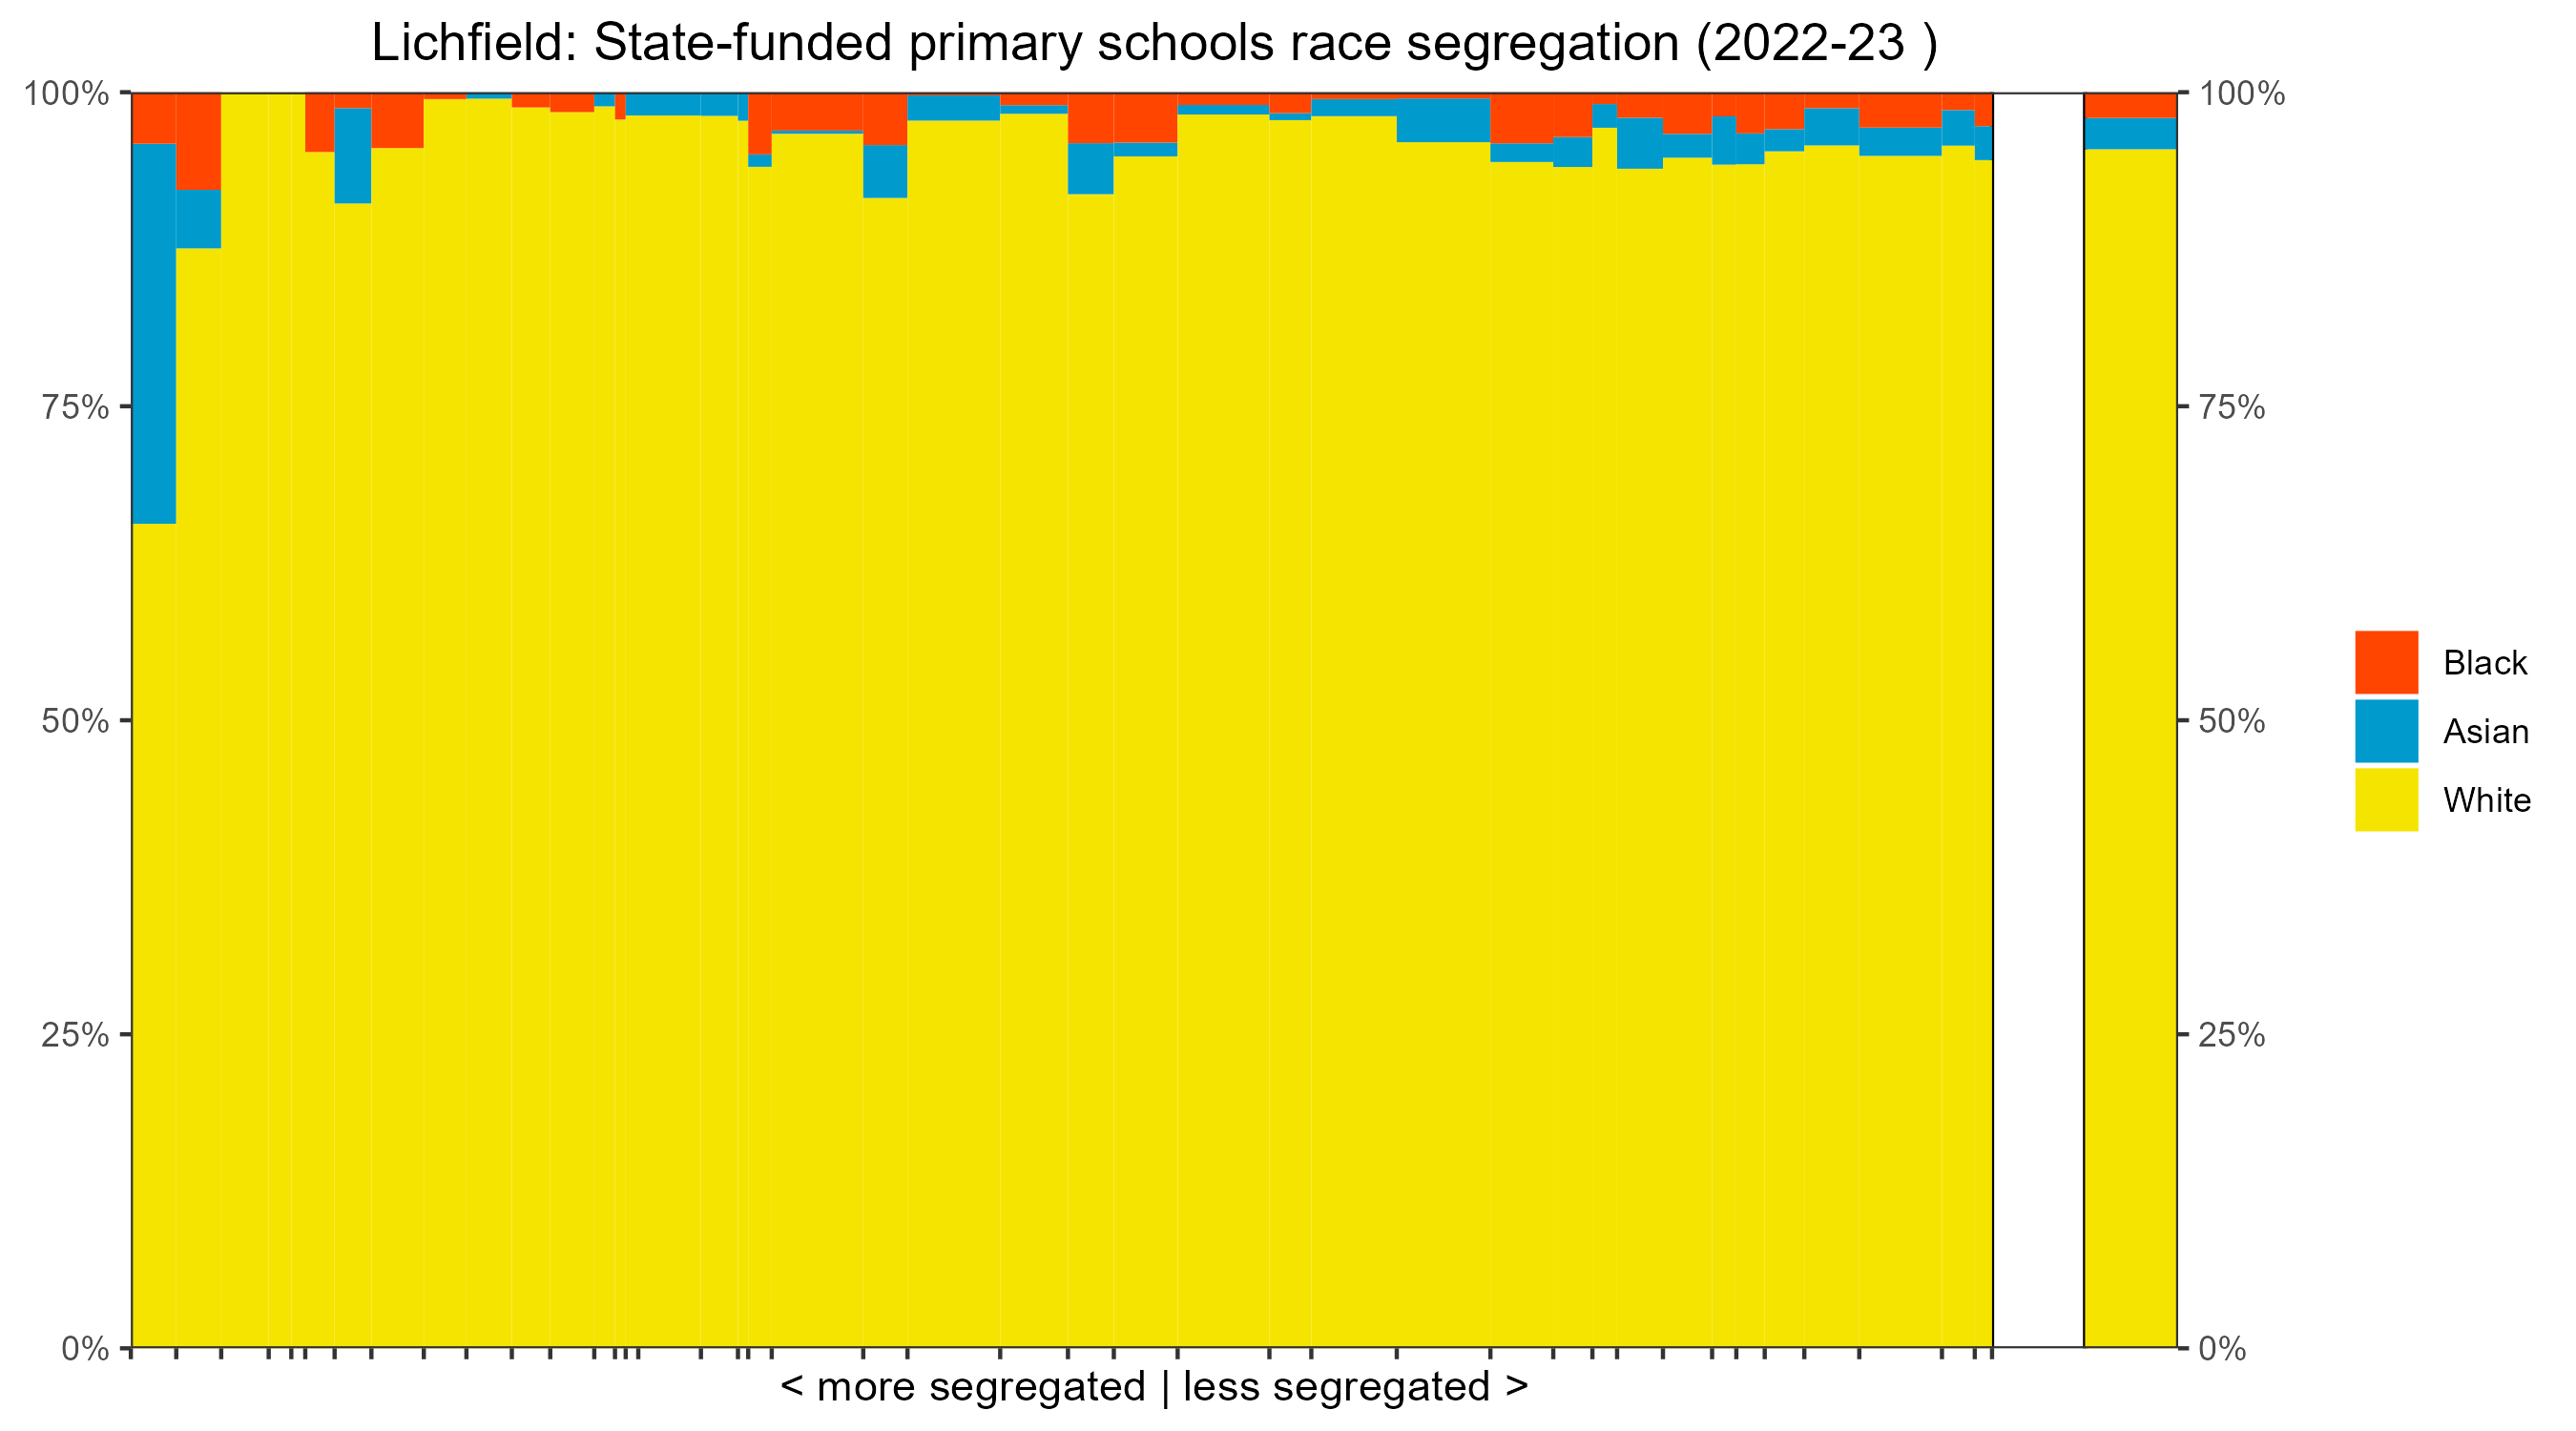 Lichfield: State-funded primary schools race segregation (2022-23 )
100%
75%
50%
25%
0%
100%
75%
50%
25%
0%
Black
Asian
White
< more segregated | less segregated >